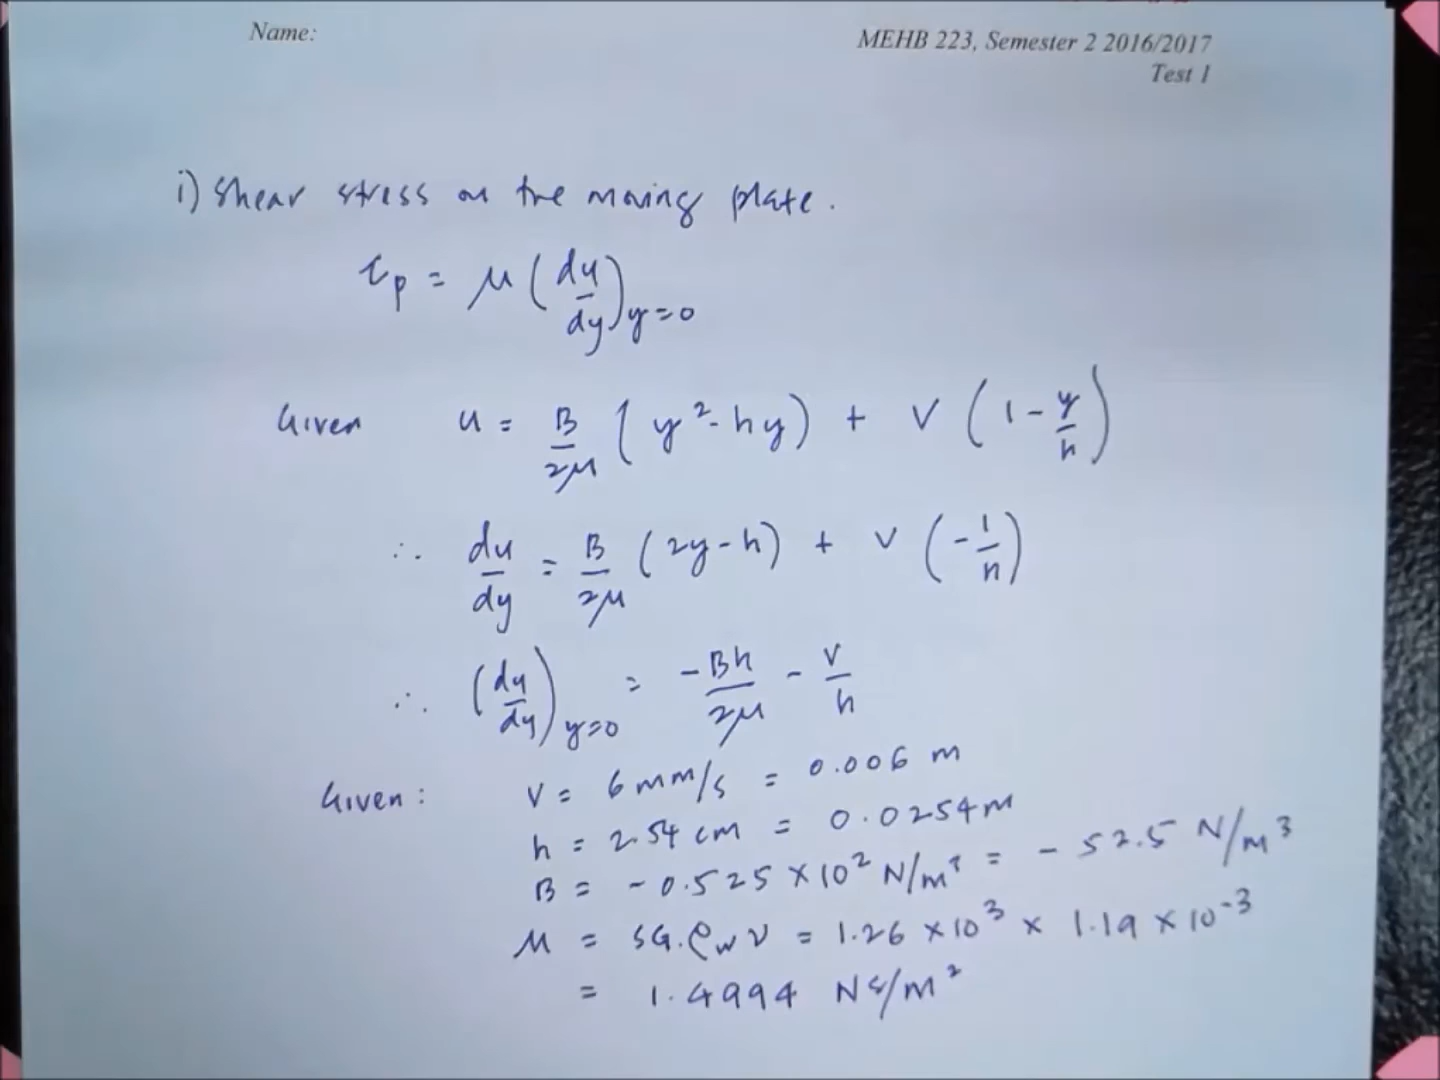 Name:
MEHB 223, Semester 2 2016/2017
Test 1
i) Shear stress on the moving plate.
τp = μ (du/dy)y=0
Given u = B/2μ (y² - hy) + V (1 - y/h)
∴ du/dy = B/2μ (2y - h) + V (-1/h)
∴ (du/dy)y=0 = -Bh/2μ - V/h
Given: V = 6 mm/s = 0.006 m
h = 2.54 cm = 0.0254 m
B = -0.525 × 10² N/m³ = -52.5 N/m³
μ = SG.ρw ν = 1.26 × 10³ × 1.19 × 10⁻³
= 1.4994 Ns/m²